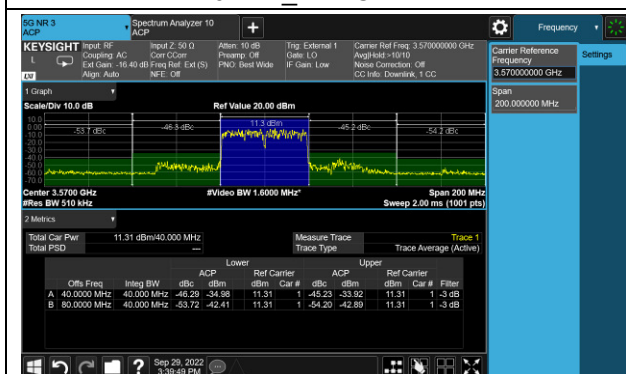 5G NR 3
ACP
Spectrum Analyzer 10
ACP
Frequency
KEYSIGHT Input: RF Input Z: 50 Ω Atten: 10 dB Trig: External 1 Carrier Ref Freq: 3.570000000 GHz
L Coupling: AC Corr CCorr Preamp: Off Gate: LO Avg|Hold:>10/10
Ext Gain: -16.40 dB Freq Ref: Ext (S) PNO: Best Wide IF Gain: Low Noise Correction: Off
Align: Auto NFE: Off CC Info: Downlink, 1 CC
LXI
Carrier Reference
Frequency
3.570000000 GHz
Settings
Span
200.000000 MHz
1 Graph
Scale/Div 10.0 dB Ref Value 20.00 dBm
10.0
0.00
-10.0
-20.0
-30.0
-40.0
-50.0
-60.0
-70.0
-53.7 dBc -46.3 dBc 11.3 dBm -45.2 dBc -54.2 dBc
Center 3.5700 GHz #Video BW 1.6000 MHz* Span 200 MHz
#Res BW 510 kHz Sweep 2.00 ms (1001 pts)
2 Metrics
Total Car Pwr 11.31 dBm/40.000 MHz Measure Trace Trace 1
Total PSD --- Trace Type Trace Average (Active)
Lower Upper
ACP Ref Carrier ACP Ref Carrier
Offs Freq Integ BW dBc dBm dBm Car # dBc dBm dBm Car # Filter
A 40.0000 MHz 40.000 MHz -46.29 -34.98 11.31 1 -45.23 -33.92 11.31 1 -3 dB
B 80.0000 MHz 40.000 MHz -53.72 -42.41 11.31 1 -54.20 -42.89 11.31 1 -3 dB
Sep 29, 2022
3:39:49 PM